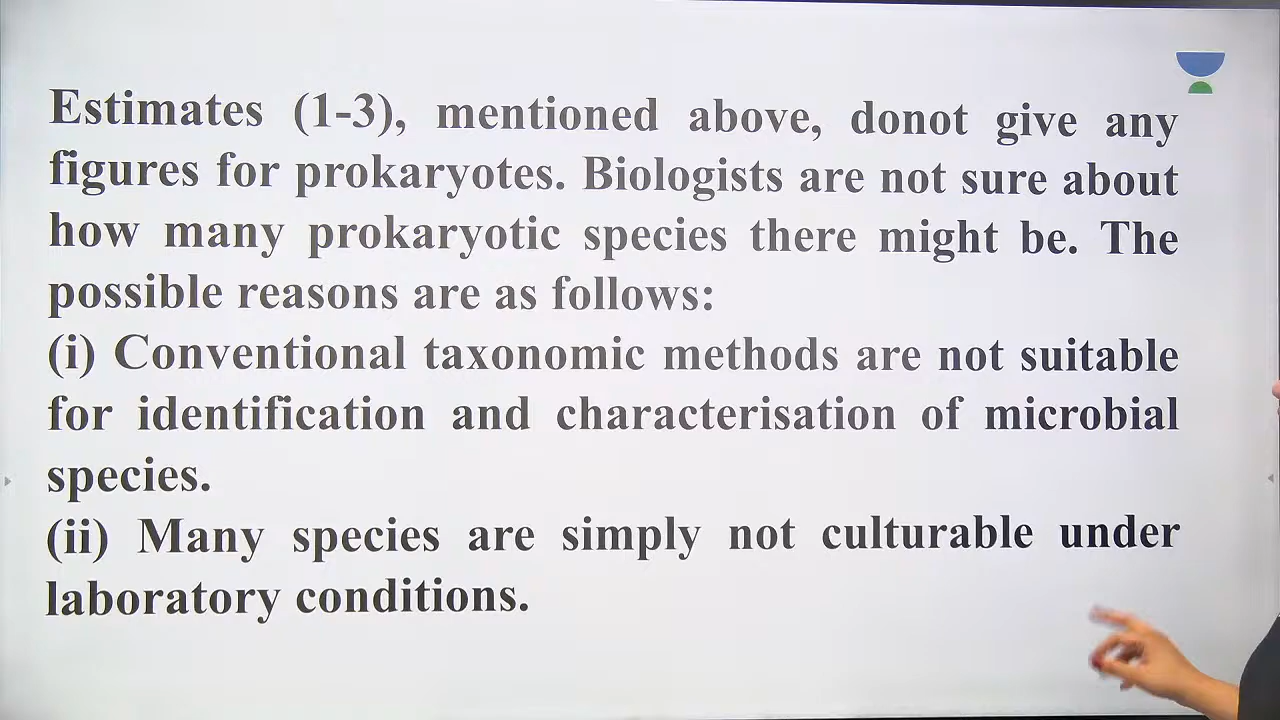 Estimates (1-3), mentioned above, donot give any
figures for prokaryotes. Biologists are not sure about
how many prokaryotic species there might be. The
possible reasons are as follows:
(i) Conventional taxonomic methods are not suitable
for identification and characterisation of microbial
species.
(ii) Many species are simply not culturable under
laboratory conditions.